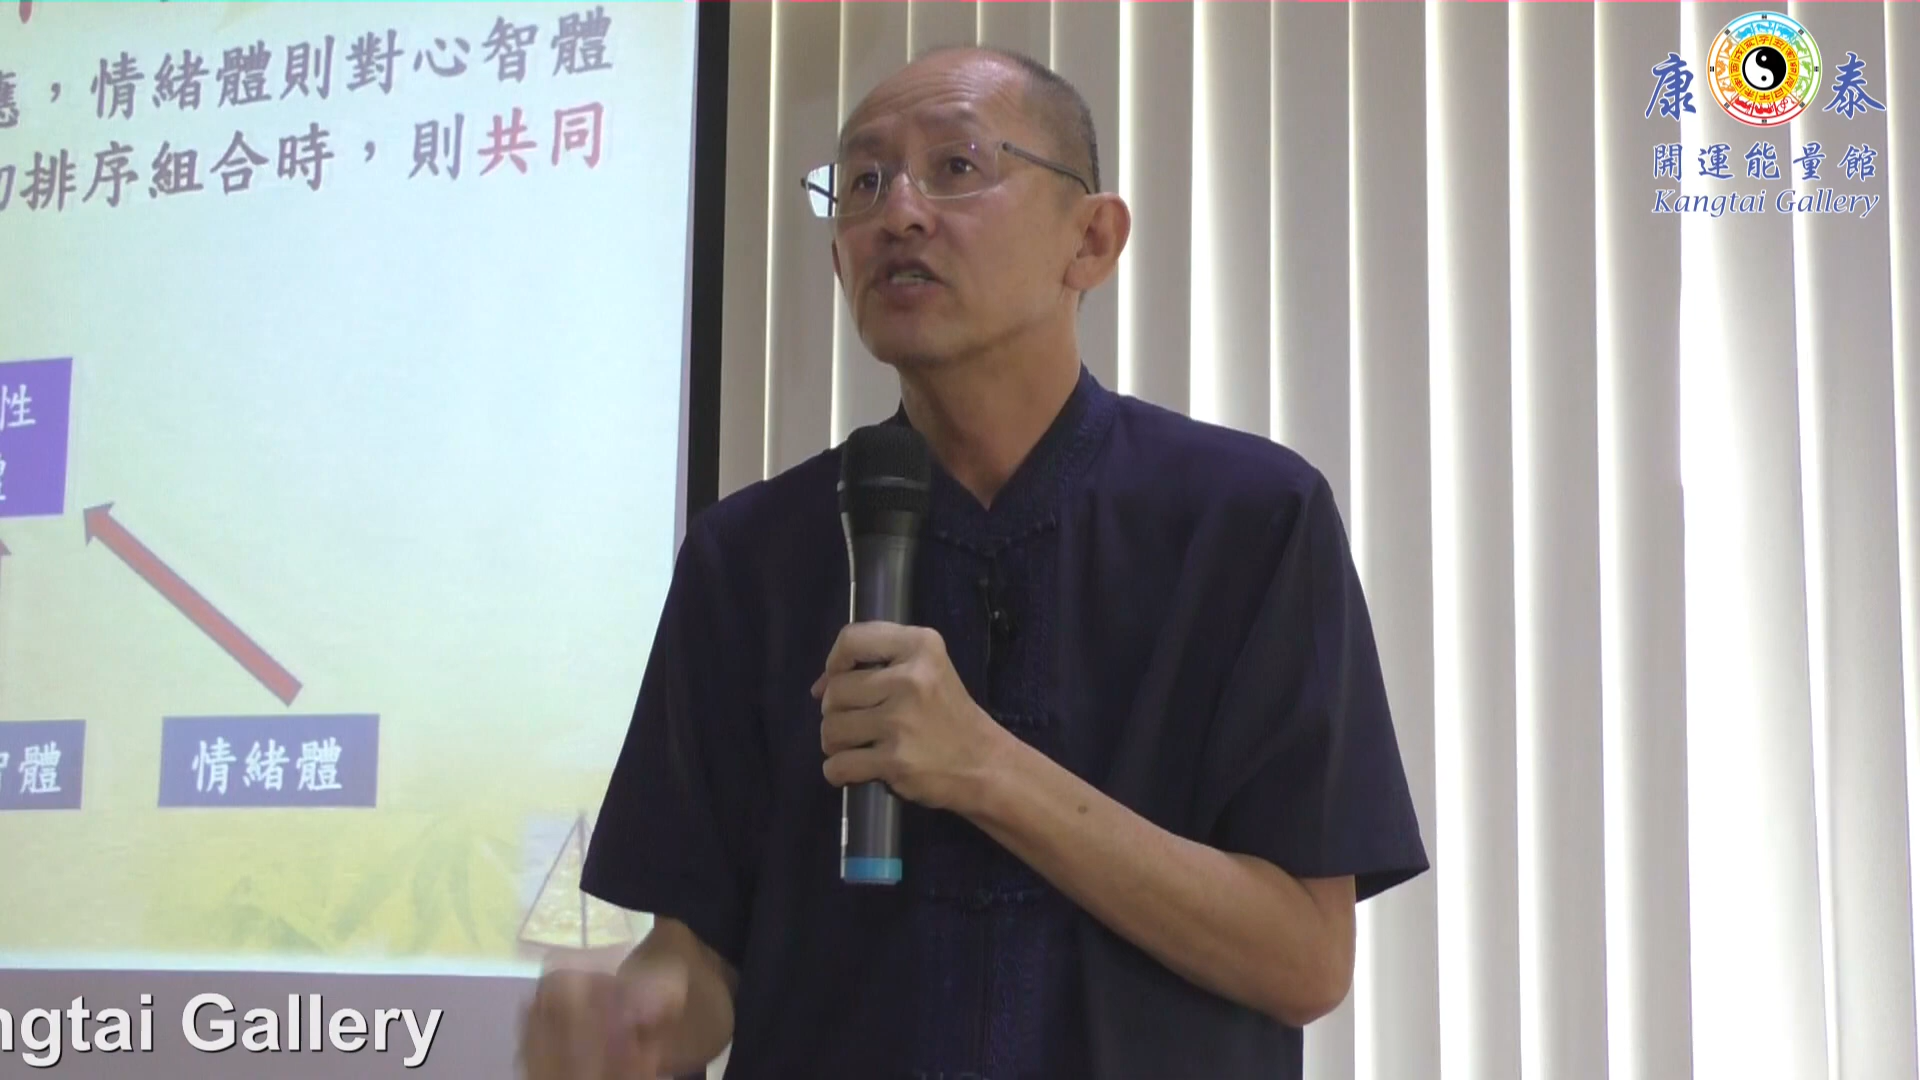 應，情緒體則對心智體
排序組合時，則共同
性
體
智體
情緒體
康 泰
開運能量館
Kangtai Gallery
ngtai Gallery